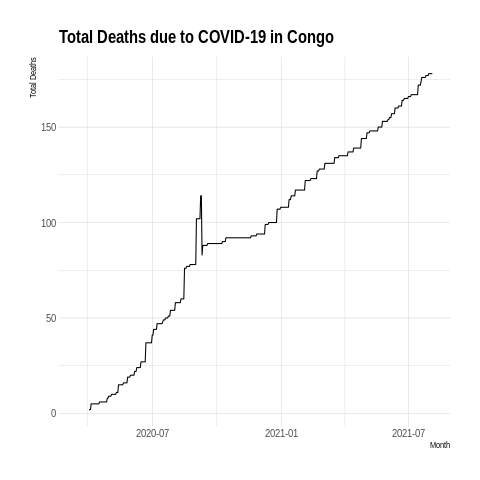 Total Deaths due to COVID-19 in Congo
Total Deaths
150
100
50
0
2020-07
2021-01
2021-07
Month